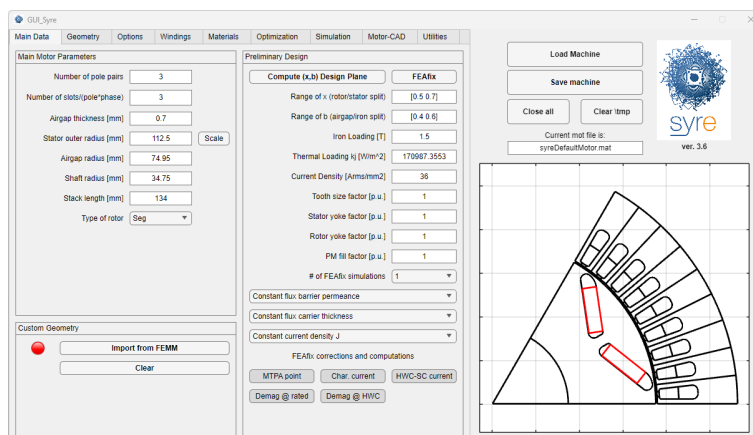 GUI_Syre
Main Data Geometry Options Windings Materials Optimization Simulation Motor-CAD Utilities
Main Motor Parameters
Number of pole pairs 3
Number of slots/(pole*phase) 3
Airgap thickness [mm] 0.7
Stator outer radius [mm] 112.5 Scale
Airgap radius [mm] 74.95
Shaft radius [mm] 34.75
Stack length [mm] 134
Type of rotor Seg
Custom Geometry
Import from FEMM
Clear
Preliminary Design
Compute (x,b) Design Plane FEAfix
Range of x (rotor/stator split) [0.5 0.7]
Range of b (airgap/iron split) [0.4 0.6]
Iron Loading [T] 1.5
Thermal Loading kj [W/m^2] 170987.3553
Current Density [Arms/mm2] 36
Tooth size factor [p.u.] 1
Stator yoke factor [p.u.] 1
Rotor yoke factor [p.u.] 1
PM fill factor [p.u.] 1
# of FEAfix simulations 1
Constant flux barrier permeance
Constant flux carrier thickness
Constant current density J
FEAfix corrections and computations
MTPA point Char. current HWC-SC current
Demag @ rated Demag @ HWC
Load Machine
Save machine
Close all Clear \tmp
Current mot file is:
syreDefaultMotor.mat
syre
ver. 3.6